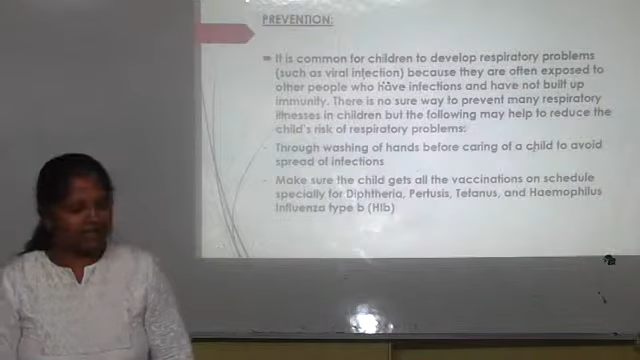 PREVENTION:
It is common for children to develop respiratory problems
(such as viral infection) because they are often exposed to
other people who have infections and have not built up
immunity. There is no sure way to prevent many respiratory
illnesses in children but the following may help to reduce the
child's risk of respiratory problems:
- Through washing of hands before caring of a child to avoid
spread of infections
- Make sure the child gets all the vaccinations on schedule
specially for Diphtheria, Pertusis, Tetanus, and Haemophilus
Influenza type b (HIb)